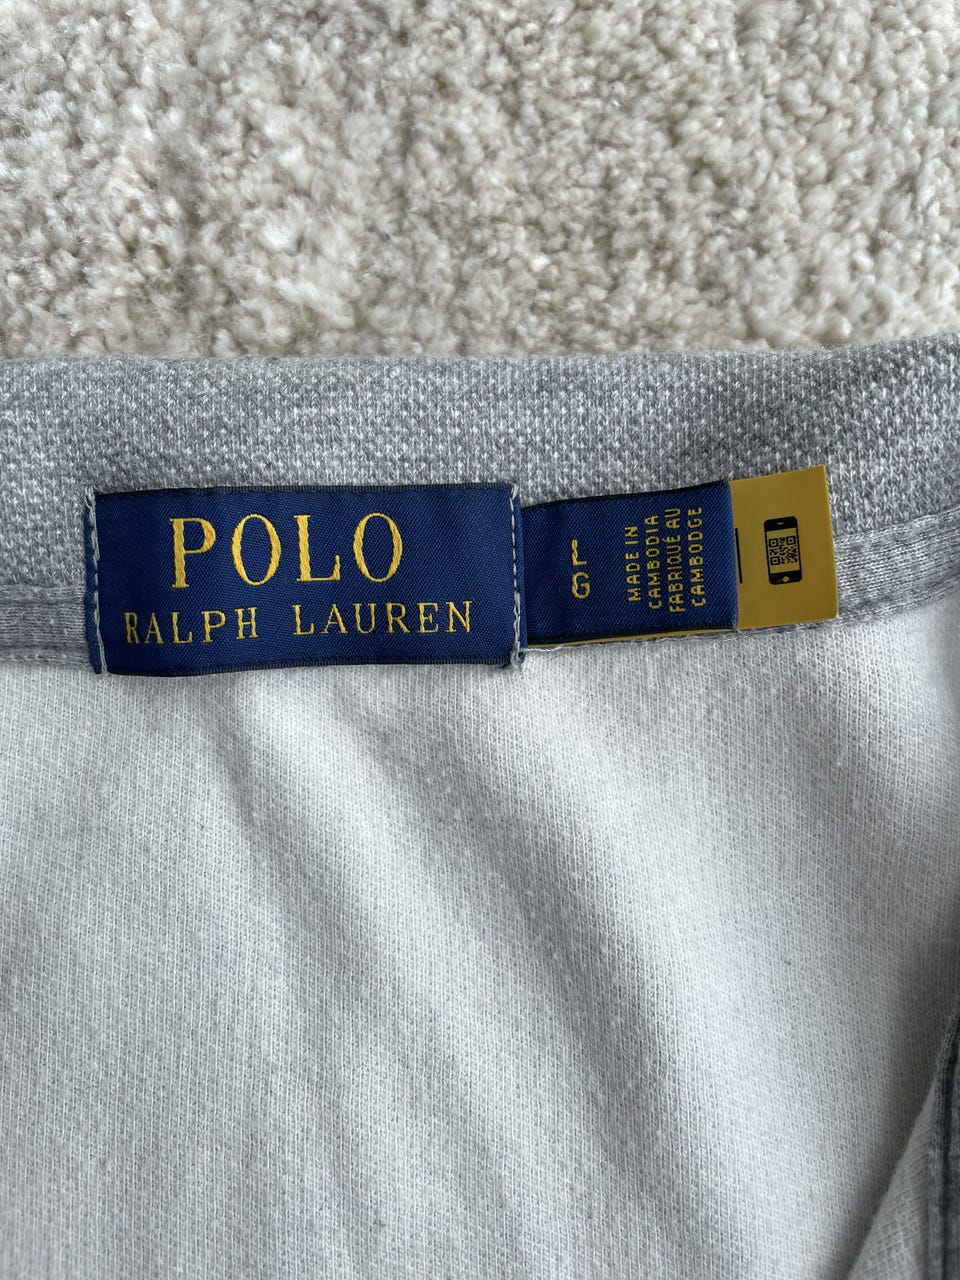 POLO
RALPH LAUREN
L
G
MADE IN
CAMBODIA
FABRIQUÉ AU
CAMBODGE